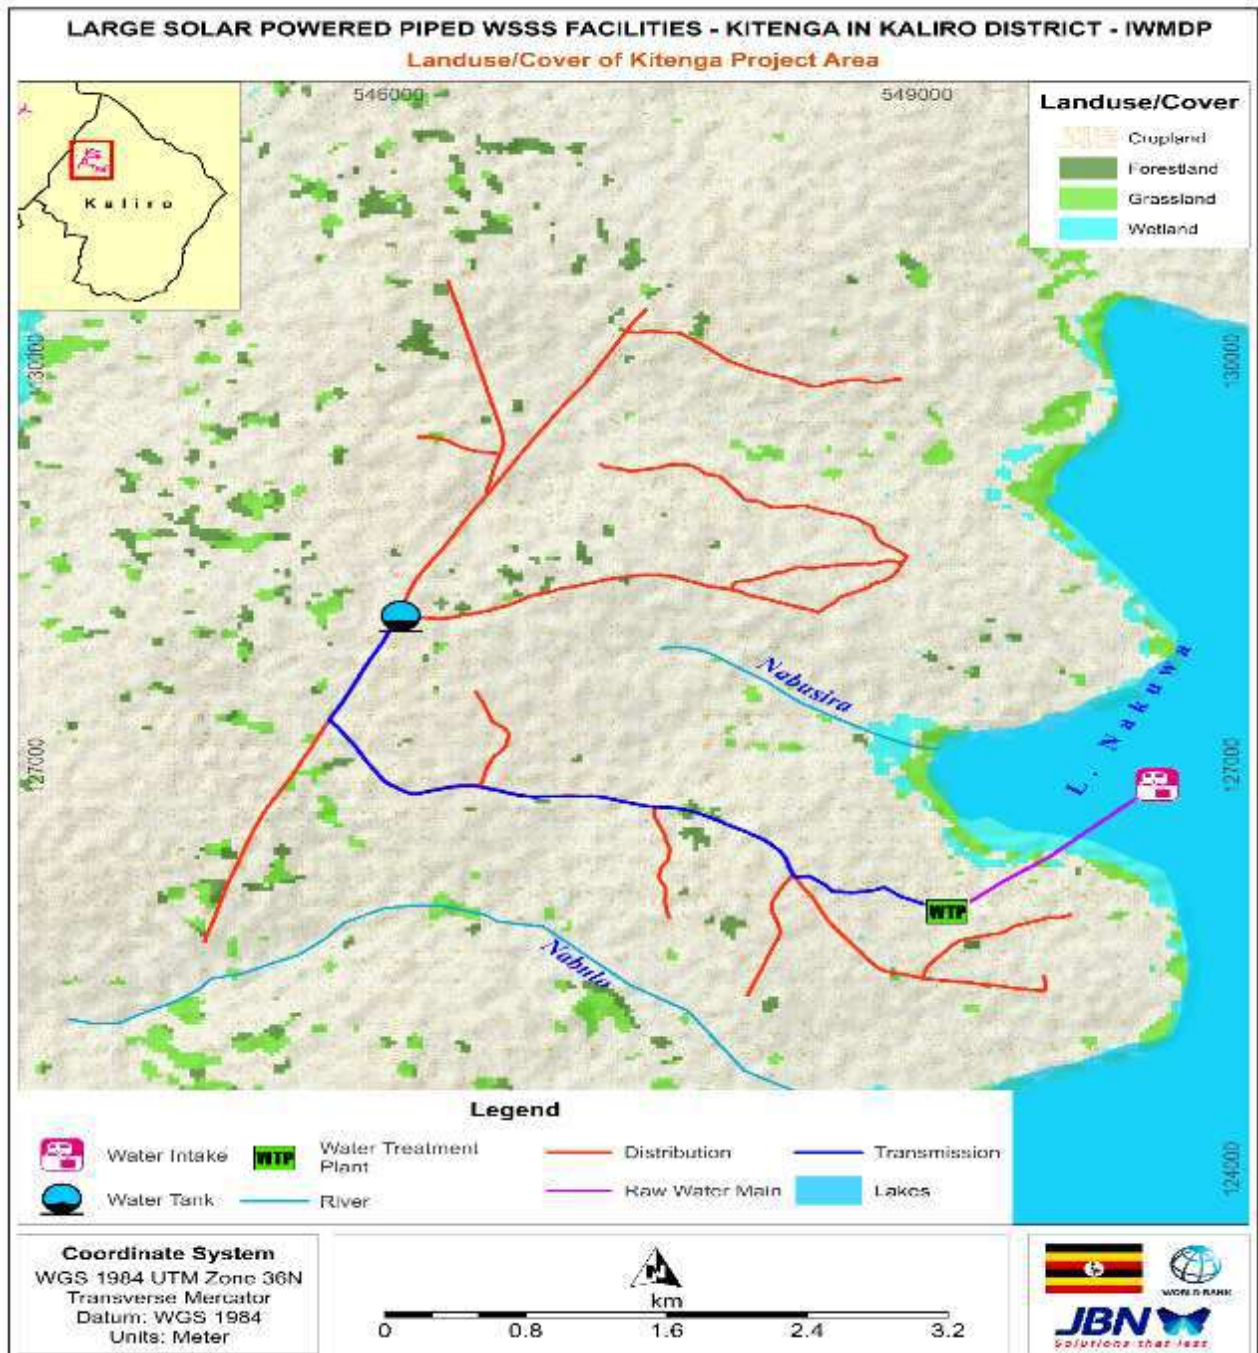 LARGE SOLAR POWERED PIPED WSSS FACILITIES - KITENGA IN KALIRO DISTRICT - IWMDP
Landuse/Cover of Kitenga Project Area
546000
549000
Kaliro
Landuse/Cover
Cropland
Forestland
Grassland
Wetland
130000
130000
Nabusira
L. Nakuwa
127000
127000
WTP
Nabulo
Legend
Water Intake
WTP
Water Treatment
Plant
Distribution
Transmission
Water Tank
River
Raw Water Main
Lakes
124000
Coordinate System
WGS 1984 UTM Zone 36N
Transverse Mercator
Datum: WGS 1984
Units: Meter
N
km
0 0.8 1.6 2.4 3.2
WORLD BANK
JBN
Solutions that last